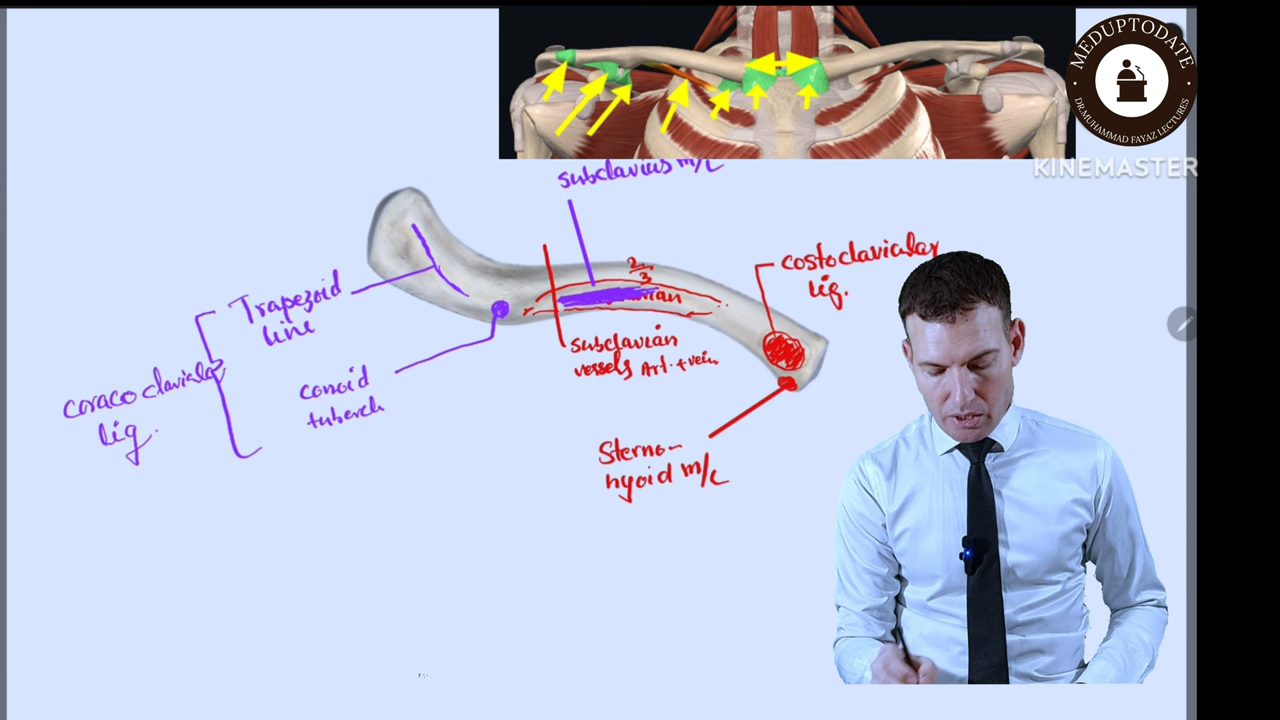 MEDUPTODATE
DR.MUHAMMAD FAYAZ LECTURES
KINEMASTER
subclavius m/c
2/3
costoclavicular
lig.
Trapezoid
line
subclavian
vessels Art. + vein
conoid
tubercle
coraco clavicular
lig.
Sterno-
hyoid m/c